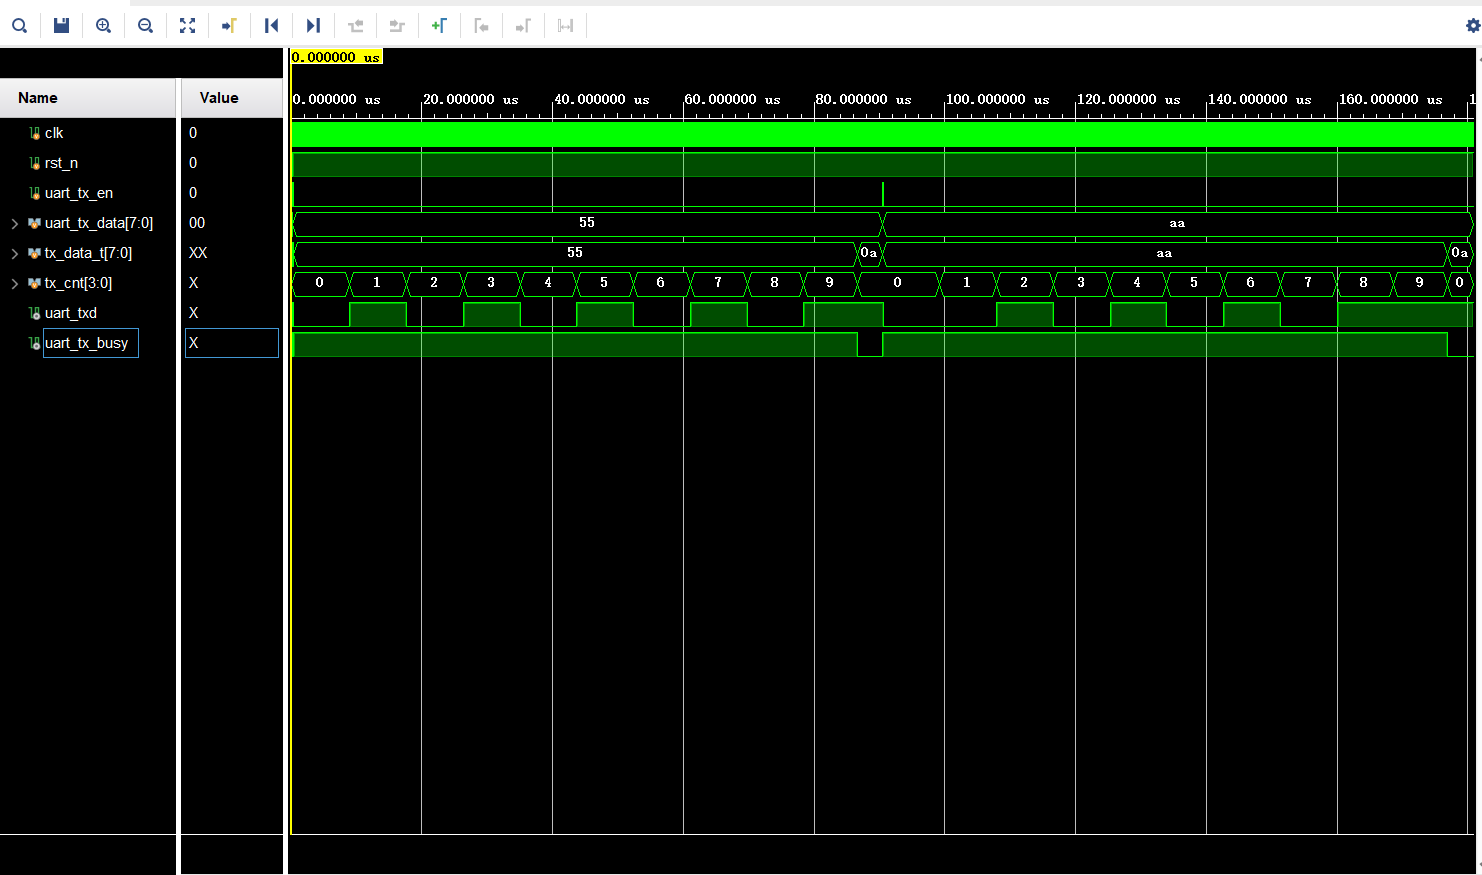 0.000000 us
Name Value
0.000000 us 20.000000 us 40.000000 us 60.000000 us 80.000000 us 100.000000 us 120.000000 us 140.000000 us 160.000000 us 1
clk 0
rst_n 0
uart_tx_en 0
uart_tx_data[7:0] 00 55 aa
tx_data_t[7:0] XX 55 0a aa 0a
tx_cnt[3:0] X 0 1 2 3 4 5 6 7 8 9 0 1 2 3 4 5 6 7 8 9 0
uart_txd X
uart_tx_busy X